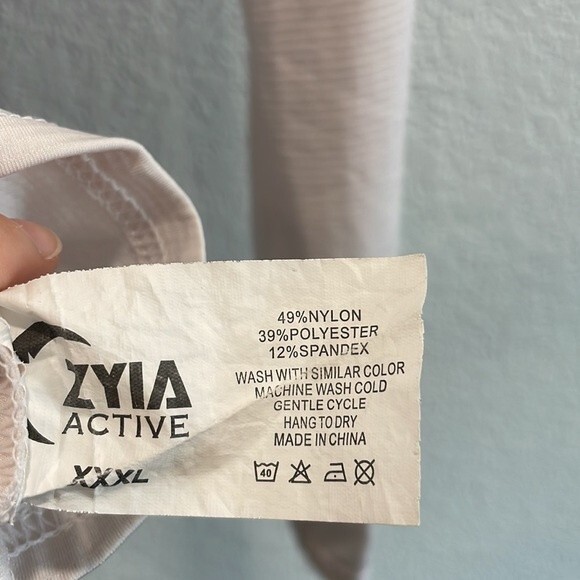 ZYIA
ACTIVE
XXXL
49%NYLON
39%POLYESTER
12%SPANDEX
WASH WITH SIMILAR COLOR
MACHINE WASH COLD
GENTLE CYCLE
HANG TO DRY
MADE IN CHINA
40